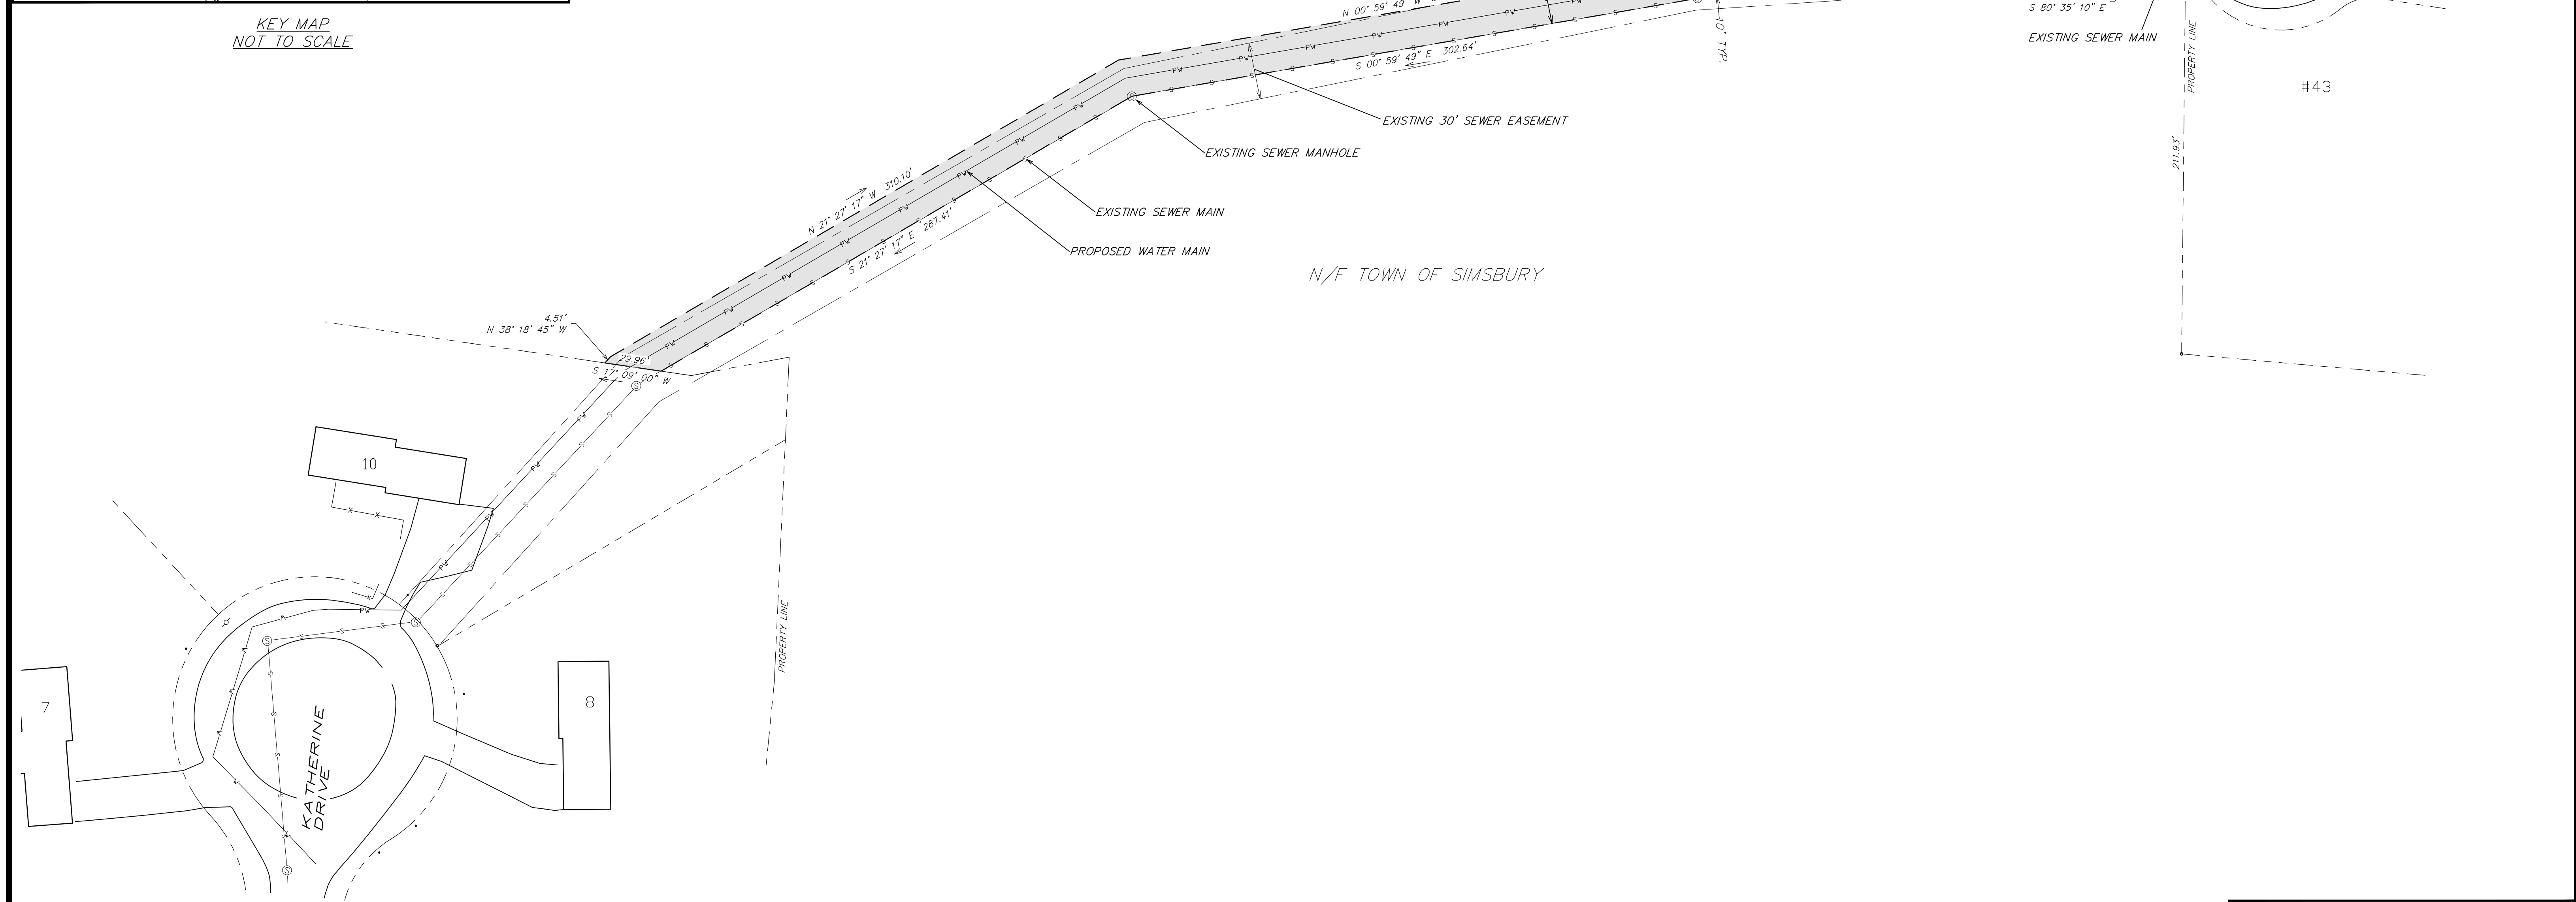 KEY MAP
NOT TO SCALE
N 00° 59' 49" W
S 00° 59' 49" E 302.64'
10' TYP.
S 80° 35' 10" E
EXISTING SEWER MAIN
PROPERTY LINE
#43
211.93'
EXISTING 30' SEWER EASEMENT
EXISTING SEWER MANHOLE
N 21° 27' 17" W 310.10'
S 21° 27' 17" E 287.41'
EXISTING SEWER MAIN
PROPOSED WATER MAIN
N/F TOWN OF SIMSBURY
4.51'
N 38° 18' 45" W
29.96'
S 17° 09' 00" W
10
PROPERTY LINE
7
8
KATHERINE
DRIVE